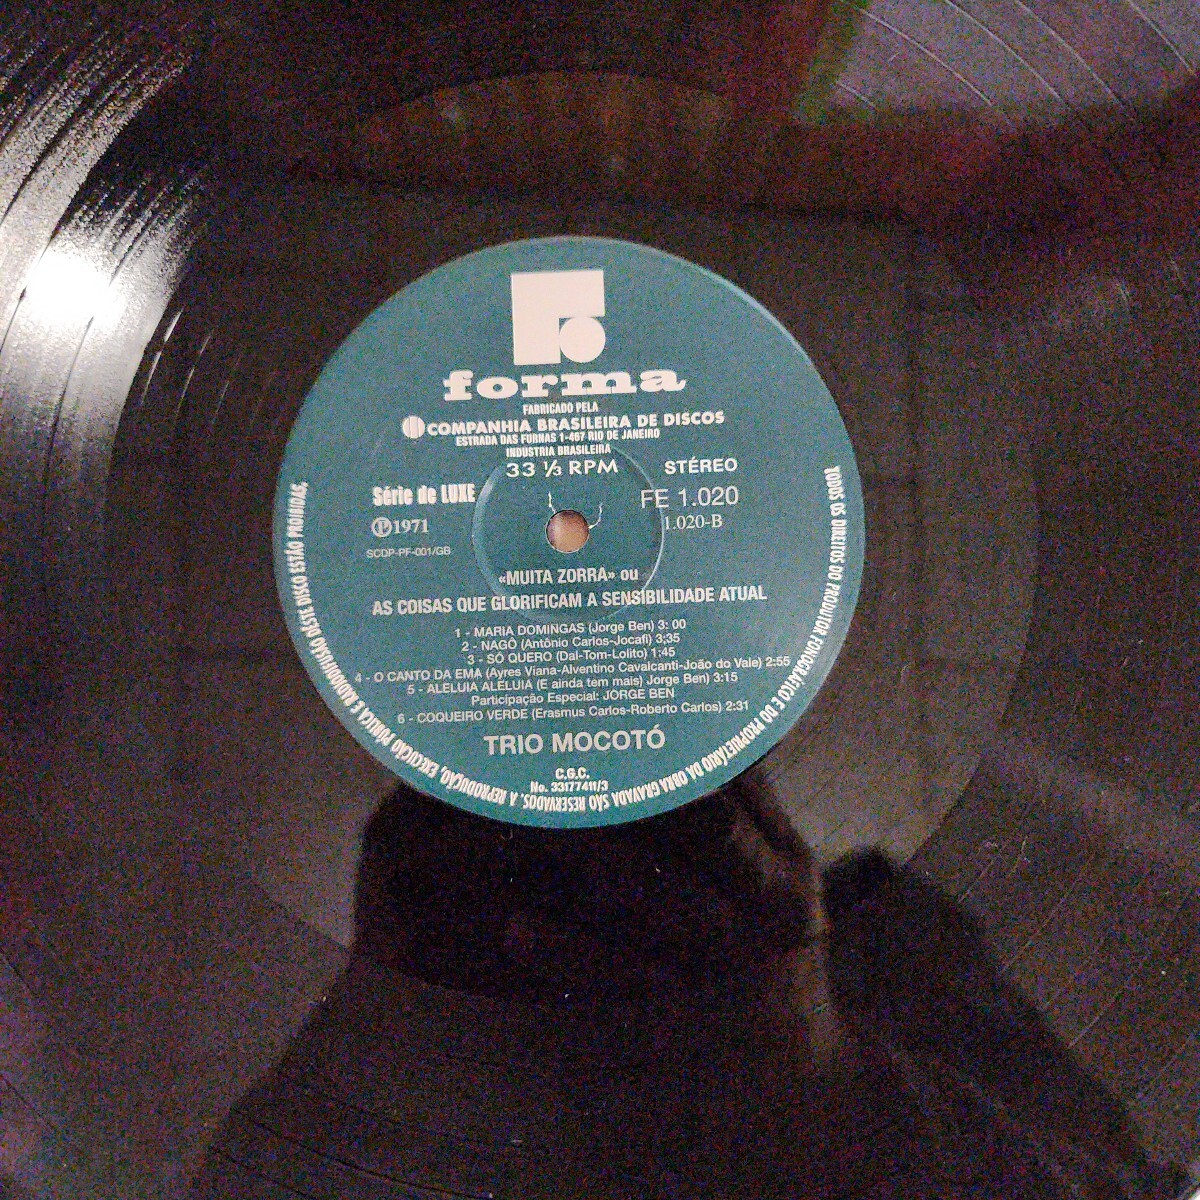 forma
FABRICADO PELA
COMPANHIA BRASILEIRA DE DISCOS
ESTRADA DAS FURNAS 1-467 RIO DE JANEIRO
INDÚSTRIA BRASILEIRA
33 ⅓ RPM STÉREO
Série de LUXE FE 1.020
Ⓟ1971 1.020-B
SCDP-PF-001/GB
«MUITA ZORRA» ou
AS COISAS QUE GLORIFICAM A SENSIBILIDADE ATUAL
1 - MARIA DOMINGAS (Jorge Ben) 3: 00
2 - NAGÔ (Antônio Carlos-Jocafi) 3;35
3 - SÓ QUERO (Dal-Tom-Lolito) 1:45
4 - O CANTO DA EMA (Ayres Viana-Alventino Cavalcanti-João do Vale) 2:55
5 - ALELUIA ALELUIA (E ainda tem mais) Jorge Ben) 3:15
Participação Especial: JORGE BEN
6 - COQUEIRO VERDE (Erasmus Carlos-Roberto Carlos) 2:31
TRIO MOCOTÓ
C.G.C.
No. 33177411/3
TODOS OS DIREITOS DO PRODUTOR FONOGRÁFICO E DO PROPRIETÁRIO DA OBRA GRAVADA SÃO RESERVADOS. A REPRODUÇÃO, EXECUÇÃO PÚBLICA E RADIODIFUSÃO DÊSTE DISCO ESTÃO PROIBIDAS.